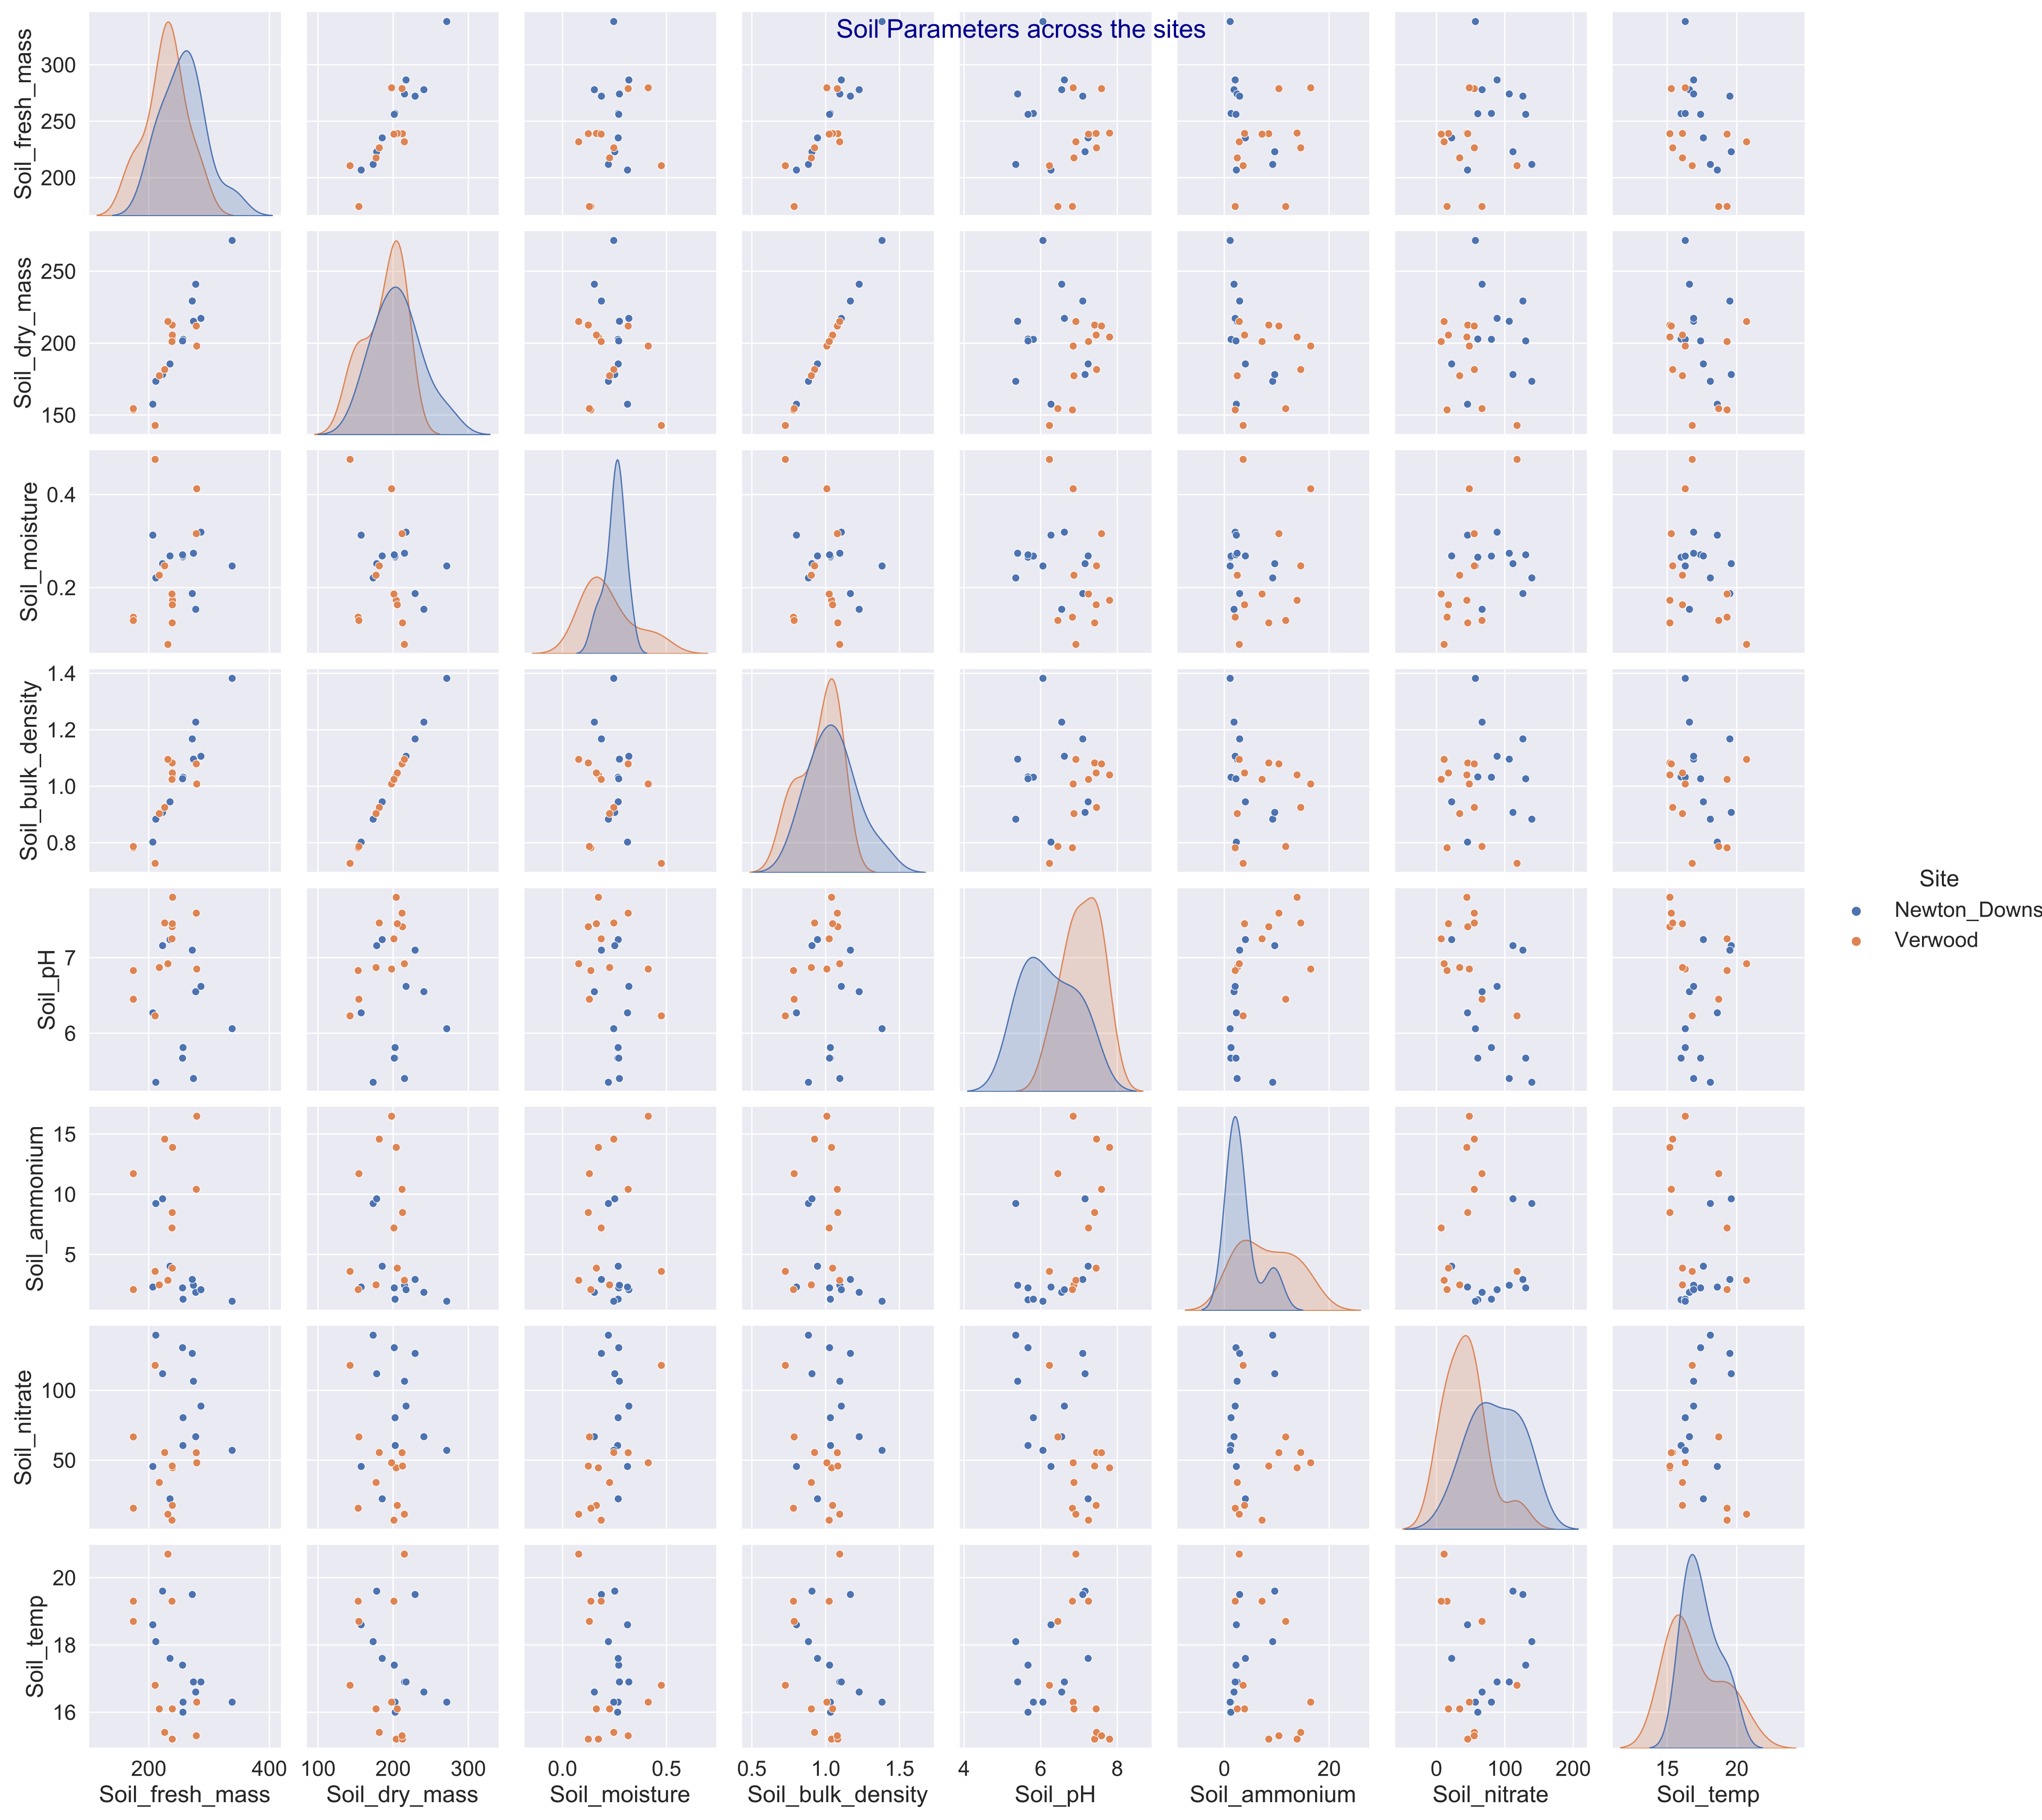 Soil Parameters across the sites
Soil_fresh_mass
300
250
200
Soil_dry_mass
250
200
150
Soil_moisture
0.4
0.2
Soil_bulk_density
1.4
1.2
1.0
0.8
Site
Newton_Downs
Verwood
Soil_pH
7
6
Soil_ammonium
15
10
5
Soil_nitrate
100
50
Soil_temp
20
18
16
200 400 100 200 300 0.0 0.5 0.5 1.0 1.5 4 6 8 0 20 0 100 200 15 20
Soil_fresh_mass Soil_dry_mass Soil_moisture Soil_bulk_density Soil_pH Soil_ammonium Soil_nitrate Soil_temp